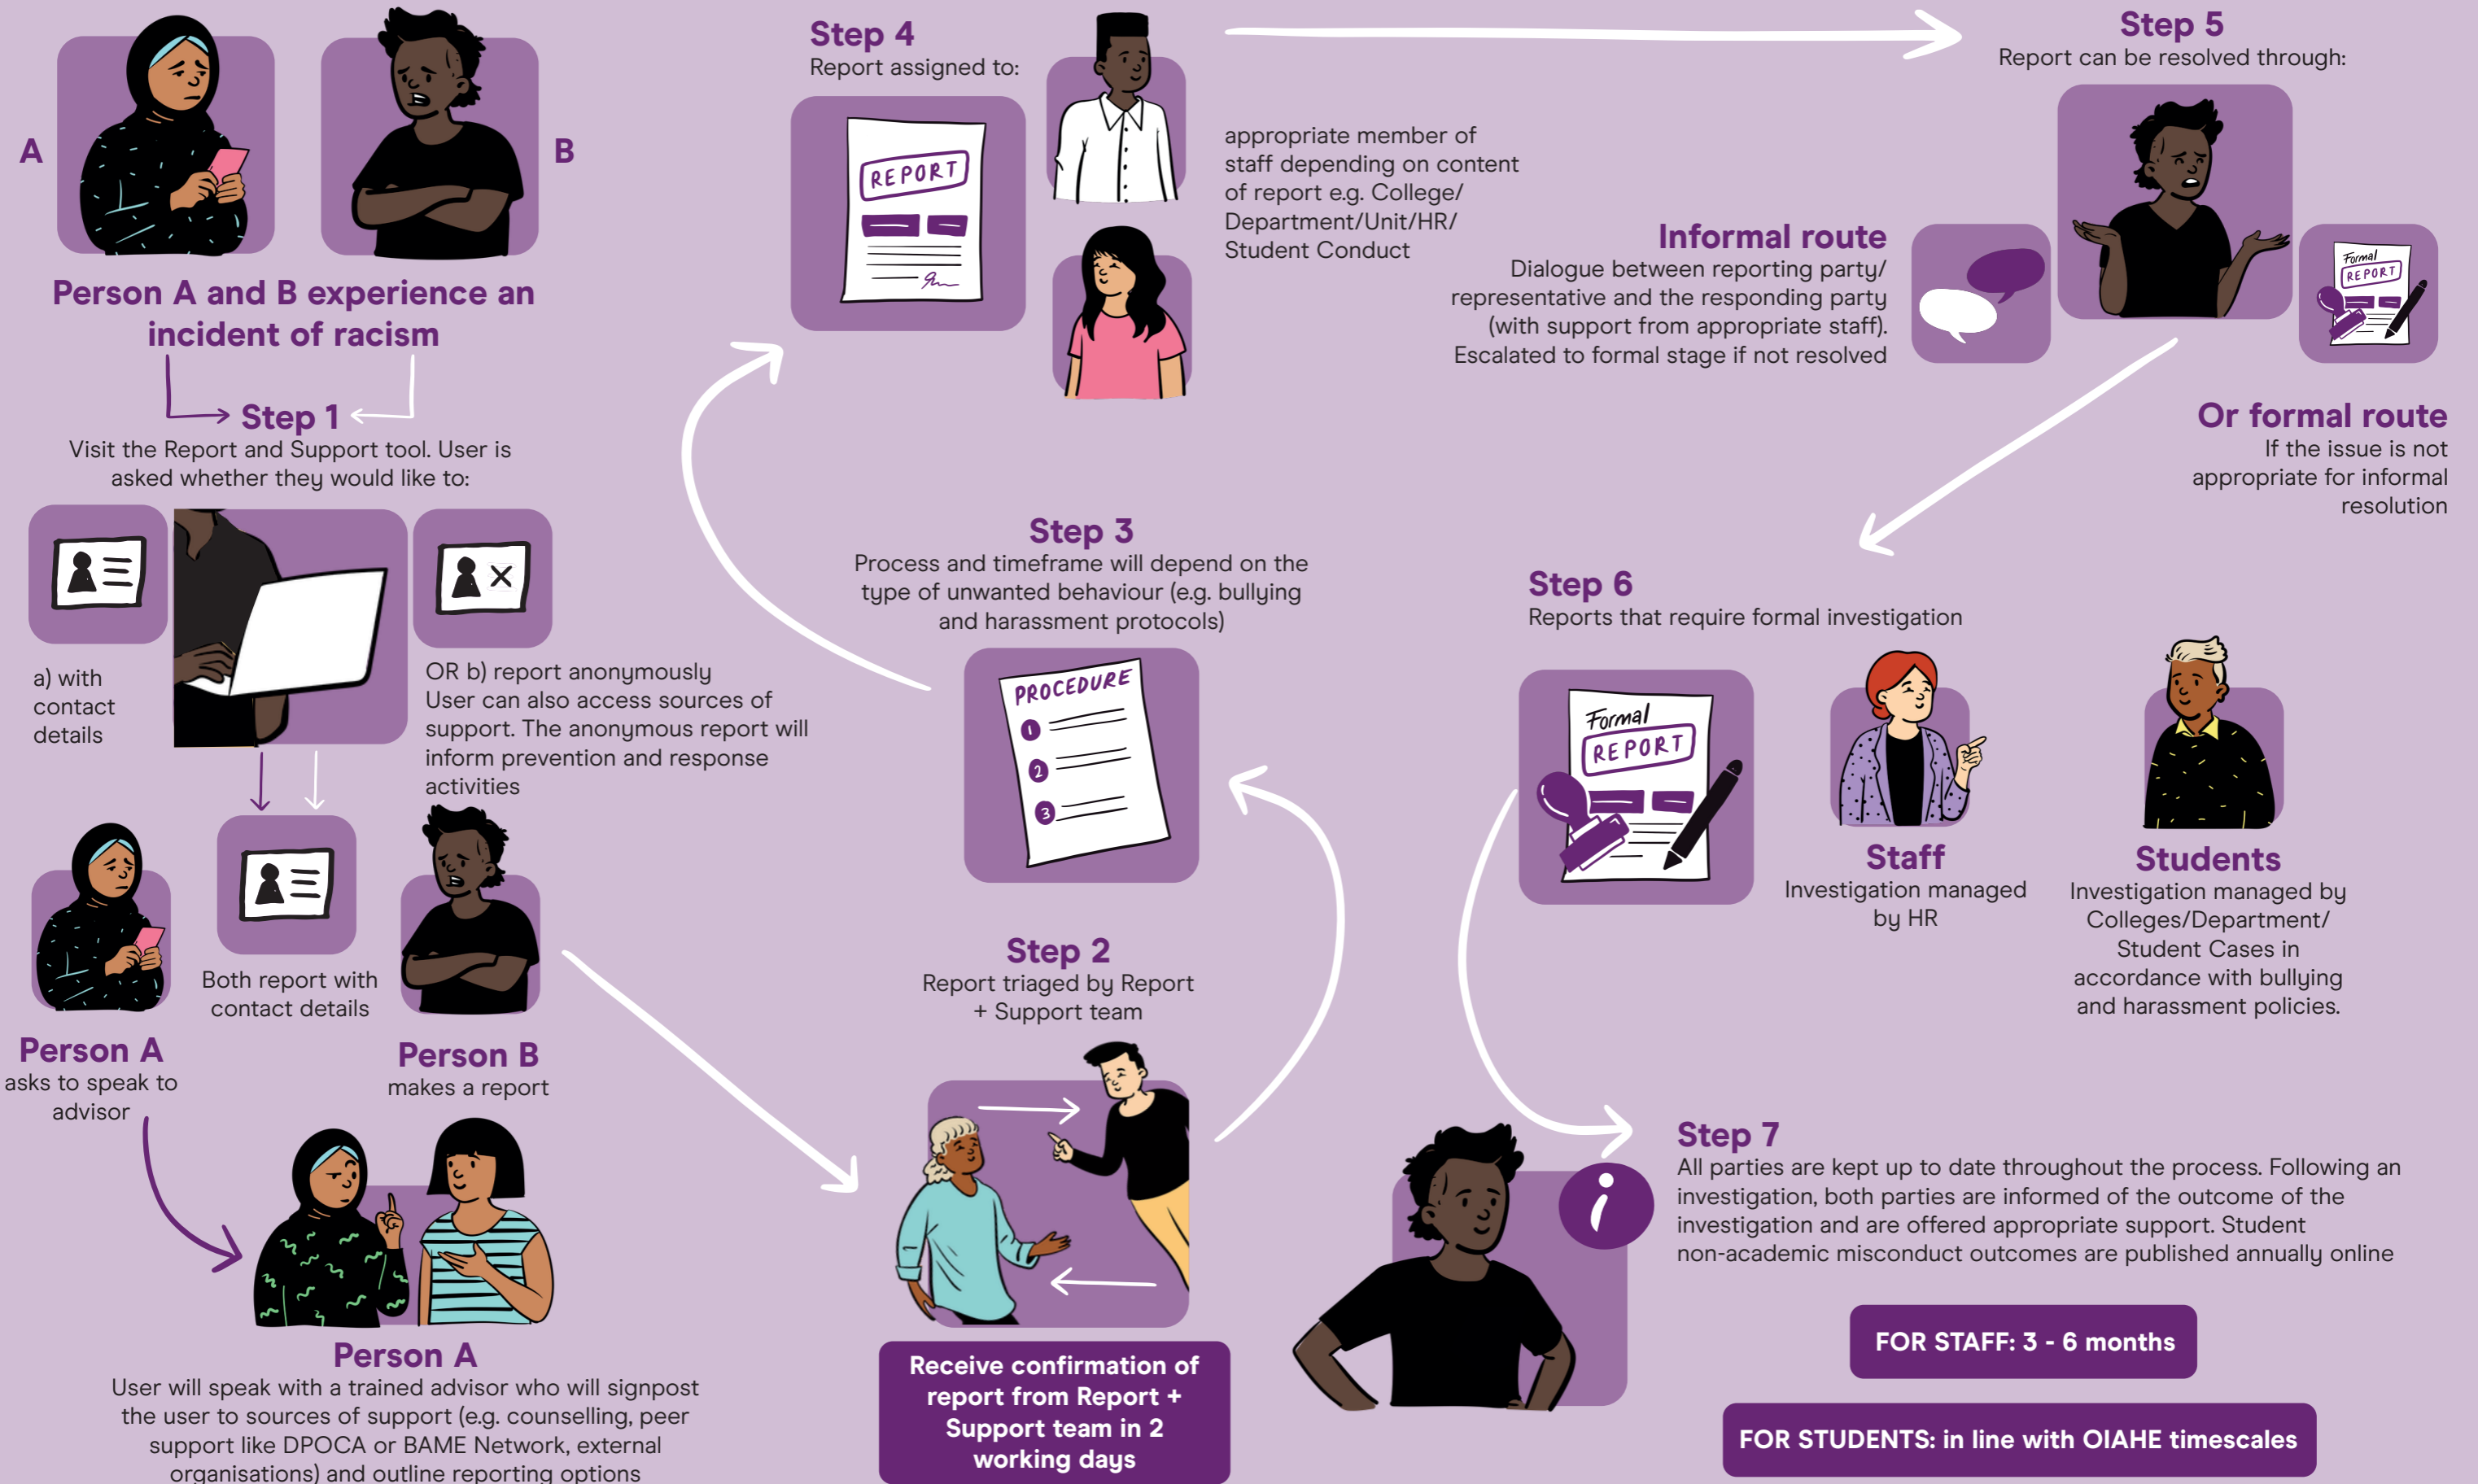 A
B
Person A and B experience an
incident of racism
Step 1
Visit the Report and Support tool. User is
asked whether they would like to:
a) with
contact
details
OR b) report anonymously
User can also access sources of
support. The anonymous report will
inform prevention and response
activities
Both report with
contact details
Person A
asks to speak to
advisor
Person B
makes a report
Person A
User will speak with a trained advisor who will signpost
the user to sources of support (e.g. counselling, peer
support like DPOCA or BAME Network, external
organisations) and outline reporting options
Step 2
Report triaged by Report
+ Support team
Receive confirmation of
report from Report +
Support team in 2
working days
Step 3
Process and timeframe will depend on the
type of unwanted behaviour (e.g. bullying
and harassment protocols)
PROCEDURE
1
2
3
Step 4
Report assigned to:
REPORT
appropriate member of
staff depending on content
of report e.g. College/
Department/Unit/HR/
Student Conduct
Step 5
Report can be resolved through:
Informal route
Dialogue between reporting party/
representative and the responding party
(with support from appropriate staff).
Escalated to formal stage if not resolved
Formal
REPORT
Or formal route
If the issue is not
appropriate for informal
resolution
Step 6
Reports that require formal investigation
Formal
REPORT
Staff
Investigation managed
by HR
Students
Investigation managed by
Colleges/Department/
Student Cases in
accordance with bullying
and harassment policies.
i
Step 7
All parties are kept up to date throughout the process. Following an
investigation, both parties are informed of the outcome of the
investigation and are offered appropriate support. Student
non-academic misconduct outcomes are published annually online
FOR STAFF: 3 - 6 months
FOR STUDENTS: in line with OIAHE timescales